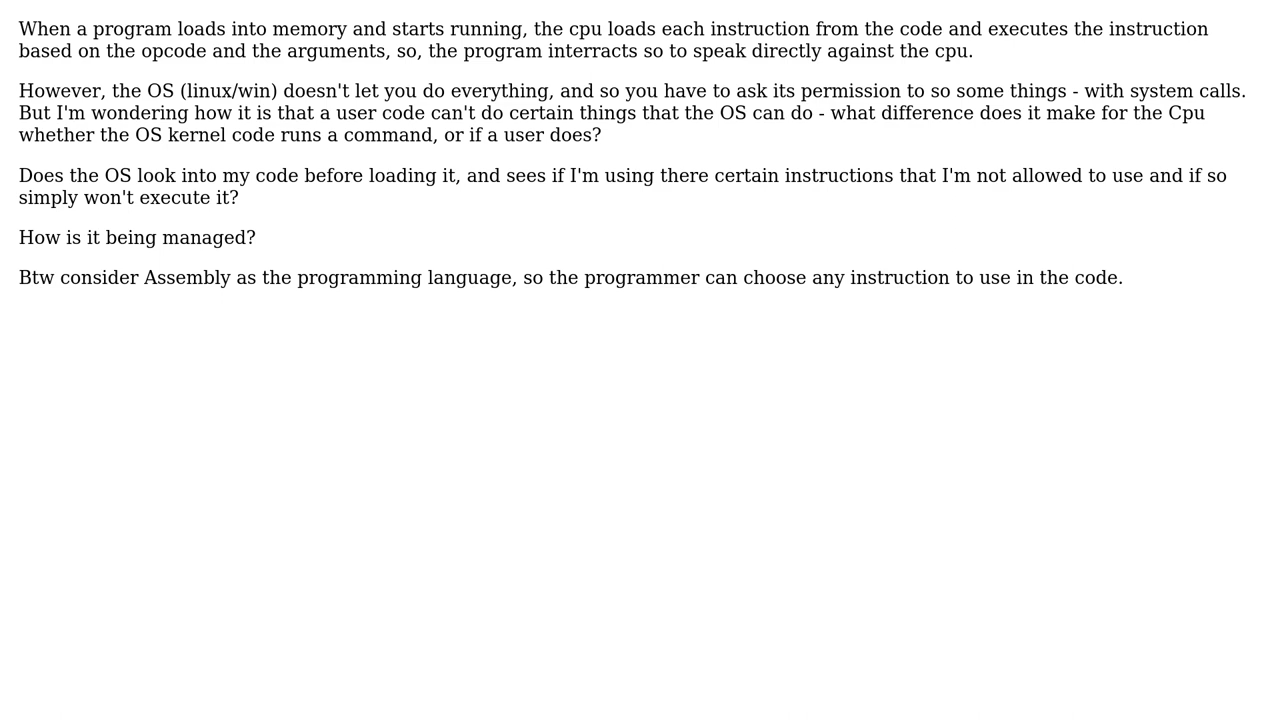 When a program loads into memory and starts running, the cpu loads each instruction from the code and executes the instruction
based on the opcode and the arguments, so, the program interracts so to speak directly against the cpu.
However, the OS (linux/win) doesn't let you do everything, and so you have to ask its permission to so some things - with system calls.
But I'm wondering how it is that a user code can't do certain things that the OS can do - what difference does it make for the Cpu
whether the OS kernel code runs a command, or if a user does?
Does the OS look into my code before loading it, and sees if I'm using there certain instructions that I'm not allowed to use and if so
simply won't execute it?
How is it being managed?
Btw consider Assembly as the programming language, so the programmer can choose any instruction to use in the code.